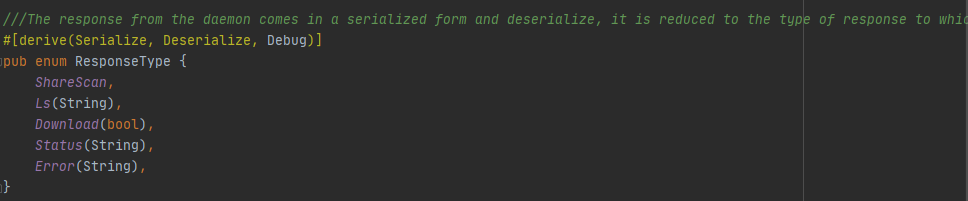 ///The response from the daemon comes in a serialized form and deserialize, it is reduced to the type of response to
#[derive(Serialize, Deserialize, Debug)]
pub enum ResponseType {
    ShareScan,
    Ls(String),
    Download(bool),
    Status(String),
    Error(String),
}